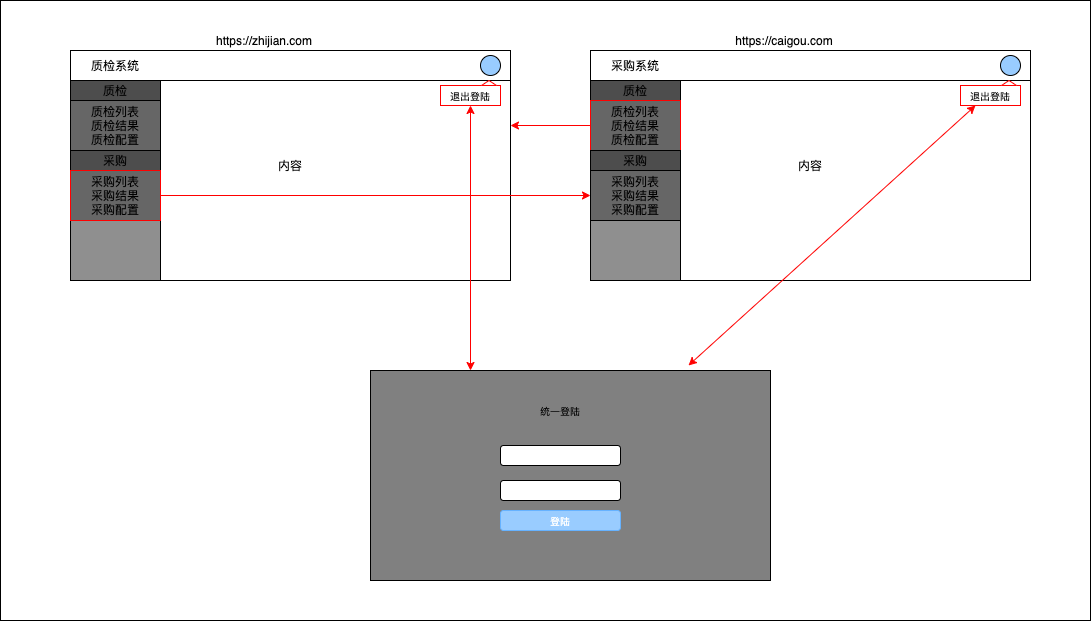 https://zhijian.com
质检系统
质检
质检列表
质检结果
质检配置
采购
采购列表
采购结果
采购配置
内容
退出登陆
https://caigou.com
采购系统
质检
质检列表
质检结果
质检配置
采购
采购列表
采购结果
采购配置
内容
退出登陆
统一登陆
登陆